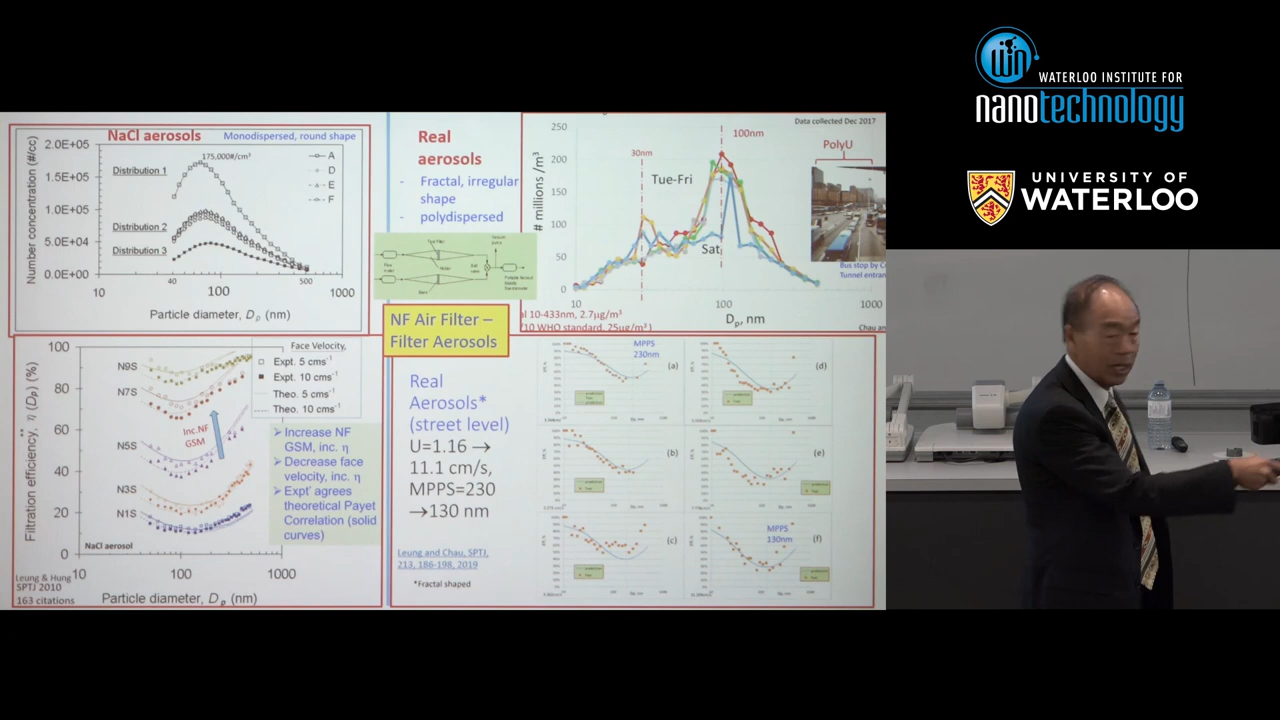 WATERLOO INSTITUTE FOR
nanotechnology
UNIVERSITY OF
WATERLOO
NaCl aerosols
Monodispersed, round shape
Number concentration (#/cc)
2.0E+05
1.5E+05
1.0E+05
5.0E+04
0.0E+00
175,000#/cm³
Distribution 1
Distribution 2
Distribution 3
A
D
E
F
40
500
10
100
1000
Particle diameter, Dp (nm)
Real
aerosols
- Fractal, irregular
shape
- polydispersed
NF Air Filter –
Filter Aerosols
Data collected Dec 2017
# millions /m³
250
200
150
100
50
0
30nm
100nm
Tue-Fri
Sat
PolyU
10
100
1000
Dp, nm
Filtration efficiency, η (Dp) (%)
100
80
60
40
20
0
N9S
N7S
N5S
N3S
N1S
Inc.NF
GSM
Face Velocity,
Expt. 5 cms-1
Expt. 10 cms-1
Theo. 5 cms-1
Theo. 10 cms-1
NaCl aerosol
10
100
1000
Particle diameter, Dp (nm)
Leung & Hung
SPTJ 2010
163 citations
➢ Increase NF
GSM, inc. η
➢ Decrease face
velocity, inc. η
➢ Expt' agrees
theoretical Payet
Correlation (solid
curves)
Real
Aerosols*
(street level)
U=1.16 →
11.1 cm/s,
MPPS=230
→130 nm
Leung and Chau, SPTJ,
213, 186-198, 2019
*Fractal shaped
MPPS
230nm
(a)
(b)
(c)
(d)
(e)
(f)
MPPS
130nm